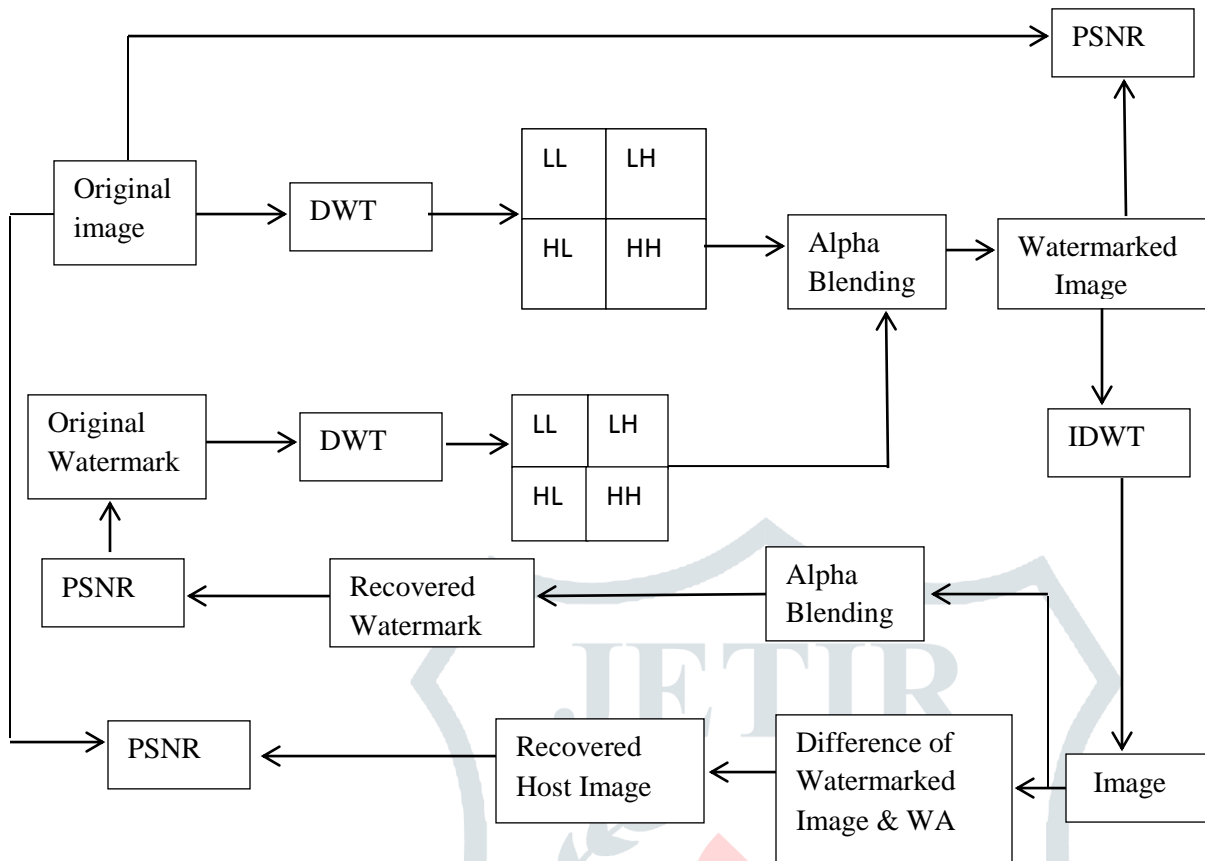 PSNR
LL LH
Original
image
DWT
HL HH
Alpha
Blending
Watermarked
Image
Original
Watermark
DWT
LL LH
HL HH
IDWT
PSNR
Recovered
Watermark
Alpha
Blending
JETIR
PSNR
Recovered
Host Image
Difference of
Watermarked
Image & WA
Image